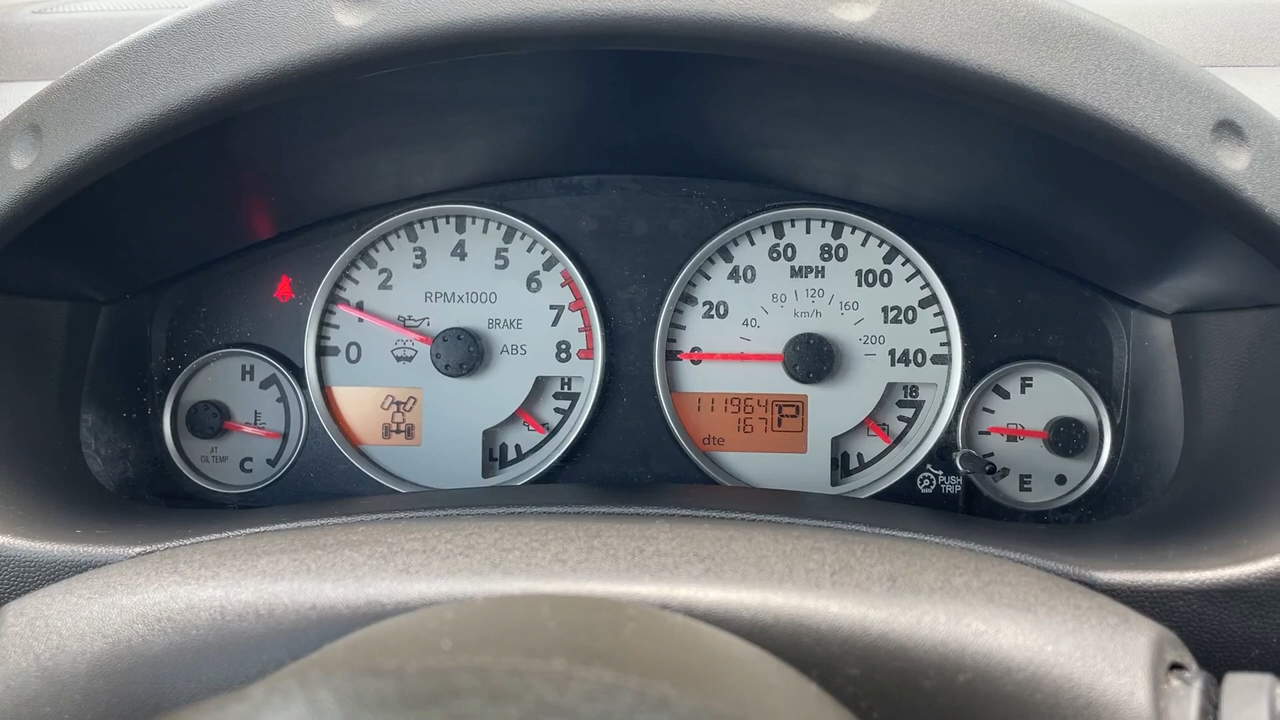 H
AT
OIL TEMP
C
0 1 2 3 4 5 6 7 8
RPMx1000
BRAKE
ABS
H
L
0 20 40 60 80 100 120 140
MPH
40 80 120 160 200
km/h
111964 P
167
dte
18
PUSH
TRIP
F
E